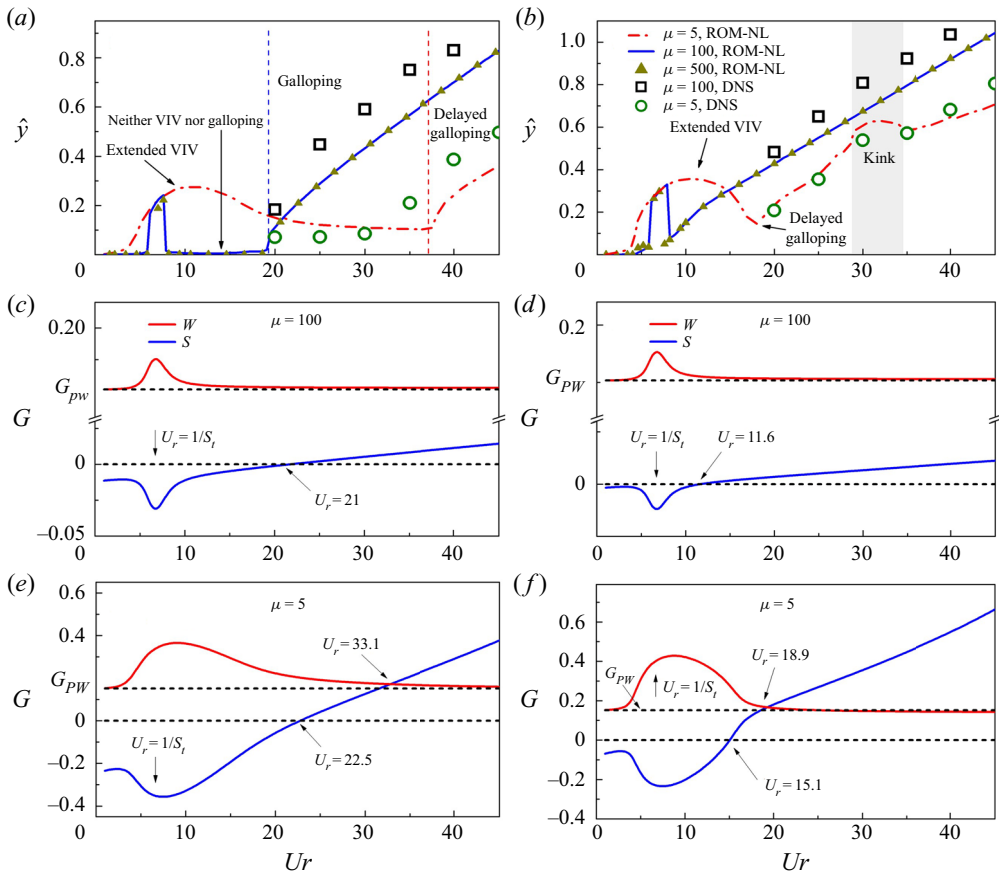 (a)
0.8
0.6
0.4
0.2
0
ŷ
Galloping
Neither VIV nor galloping
Extended VIV
Delayed
galloping
10
20
30
40
(b)
1.0
0.8
0.6
0.4
0.2
0
ŷ
μ = 5, ROM-NL
μ = 100, ROM-NL
μ = 500, ROM-NL
μ = 100, DNS
μ = 5, DNS
Extended VIV
Kink
Delayed
galloping
10
20
30
40
(c)
0.20
G_pw
G
0
–0.05
W
S
μ = 100
U_r = 1/S_t
U_r = 21
0
10
20
30
40
(d)
0.2
G_PW
G
0
W
S
μ = 100
U_r = 1/S_t
U_r = 11.6
0
10
20
30
40
(e)
0.6
0.4
G_PW
G
0
–0.2
–0.4
μ = 5
U_r = 33.1
U_r = 1/S_t
U_r = 22.5
0
10
20
30
40
Ur
(f)
0.6
0.4
0.2
0
–0.2
0.4
G
μ = 5
G_PW
U_r = 1/S_t
U_r = 18.9
U_r = 15.1
0
10
20
30
40
Ur